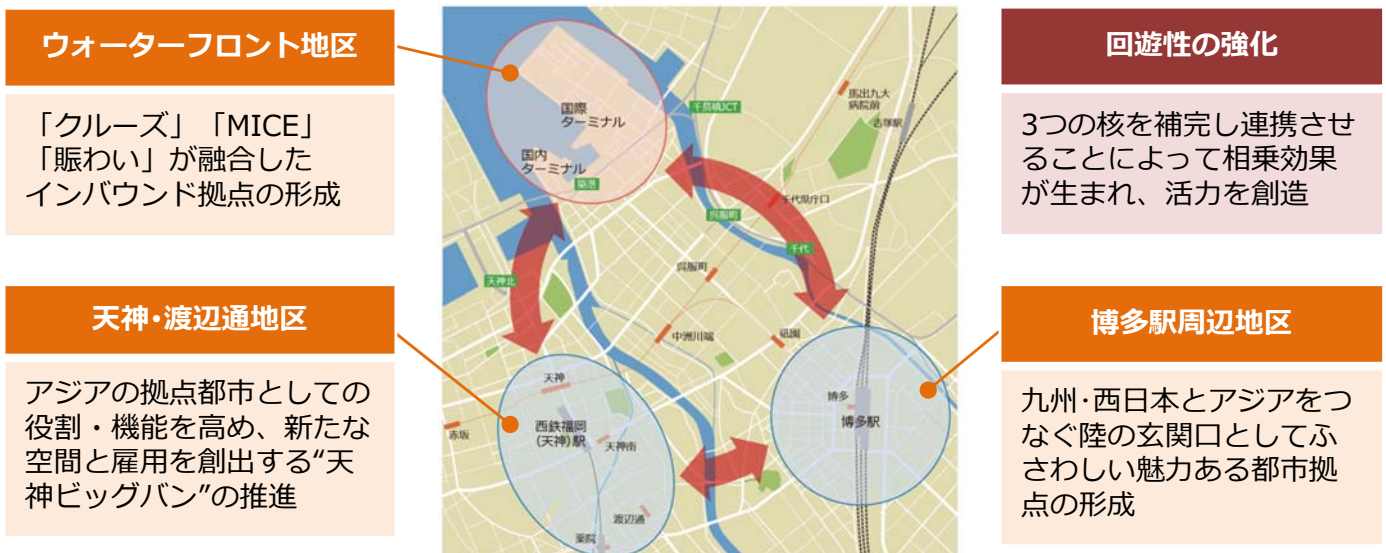 ウォーターフロント地区
「クルーズ」「MICE」
「賑わい」が融合した
インバウンド拠点の形成
天神･渡辺通地区
アジアの拠点都市としての
役割・機能を高め、新たな
空間と雇用を創出する“天
神ビッグバン”の推進
国際
ターミナル
国内
ターミナル
築港
千鳥橋JCT
馬出九大
病院前
吉塚駅
千代県庁口
呉服町
千代
天神北
呉服町
中洲川端
祇園
天神
西鉄福岡
(天神)駅
赤坂
天神南
渡辺通
薬院
博多
博多駅
回遊性の強化
3つの核を補完し連携させ
ることによって相乗効果
が生まれ、活力を創造
博多駅周辺地区
九州･西日本とアジアをつ
なぐ陸の玄関口としてふ
さわしい魅力ある都市拠
点の形成